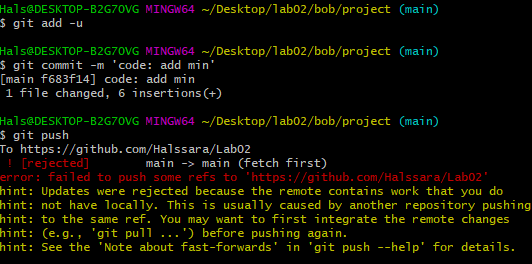 Hals@DESKTOP-B2G7OVG MINGW64 ~/Desktop/lab02/bob/project (main)
$ git add -u
Hals@DESKTOP-B2G7OVG MINGW64 ~/Desktop/lab02/bob/project (main)
$ git commit -m 'code: add min'
[main f683f14] code: add min
1 file changed, 6 insertions(+)
Hals@DESKTOP-B2G7OVG MINGW64 ~/Desktop/lab02/bob/project (main)
$ git push
To https://github.com/Halssara/Lab02
! [rejected]        main -> main (fetch first)
error: failed to push some refs to 'https://github.com/Halssara/Lab02'
hint: Updates were rejected because the remote contains work that you do
hint: not have locally. This is usually caused by another repository pushing
hint: to the same ref. You may want to first integrate the remote changes
hint: (e.g., 'git pull ...') before pushing again.
hint: See the 'Note about fast-forwards' in 'git push --help' for details.